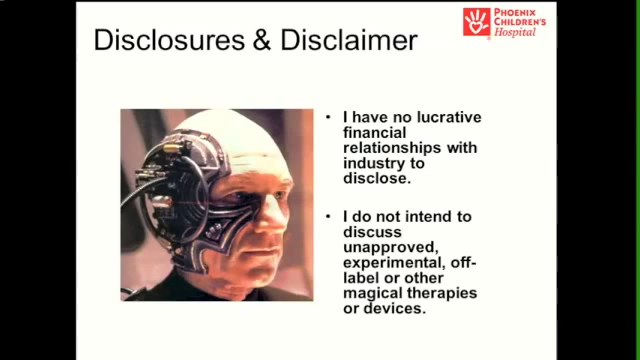 PHOENIX
CHILDREN'S
Hospital
Disclosures & Disclaimer
• I have no lucrative
financial
relationships with
industry to
disclose.
• I do not intend to
discuss
unapproved,
experimental, off-
label or other
magical therapies
or devices.